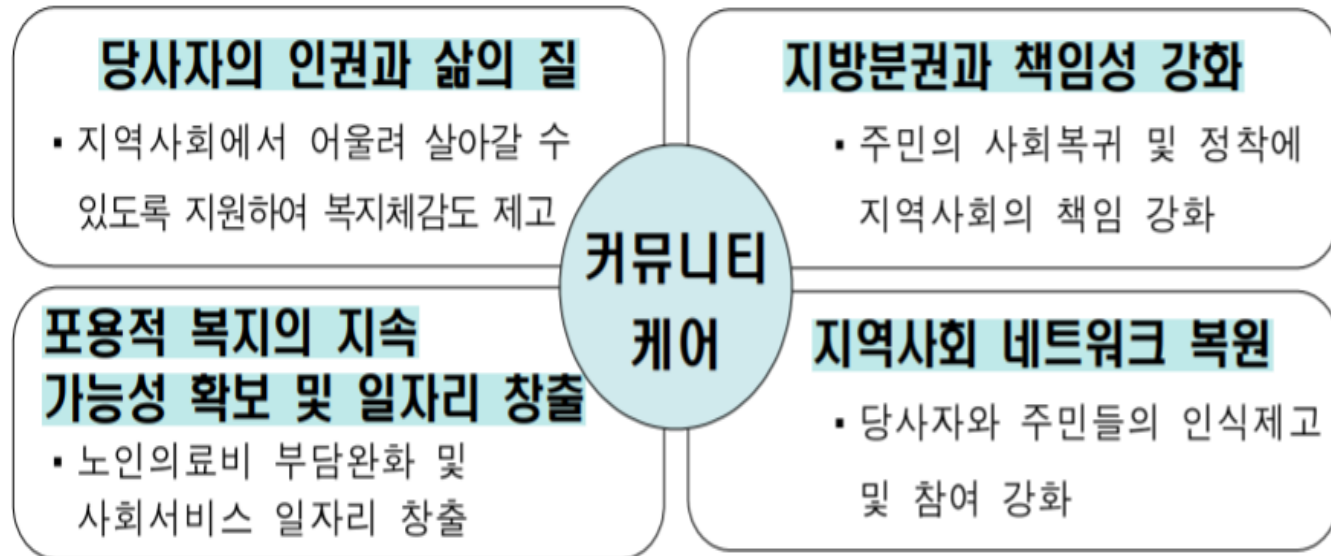 당사자의 인권과 삶의 질
▪ 지역사회에서 어울려 살아갈 수
있도록 지원하여 복지체감도 제고
지방분권과 책임성 강화
▪ 주민의 사회복귀 및 정착에
지역사회의 책임 강화
커뮤니티
케어
포용적 복지의 지속
가능성 확보 및 일자리 창출
▪ 노인의료비 부담완화 및
사회서비스 일자리 창출
지역사회 네트워크 복원
▪ 당사자와 주민들의 인식제고
및 참여 강화